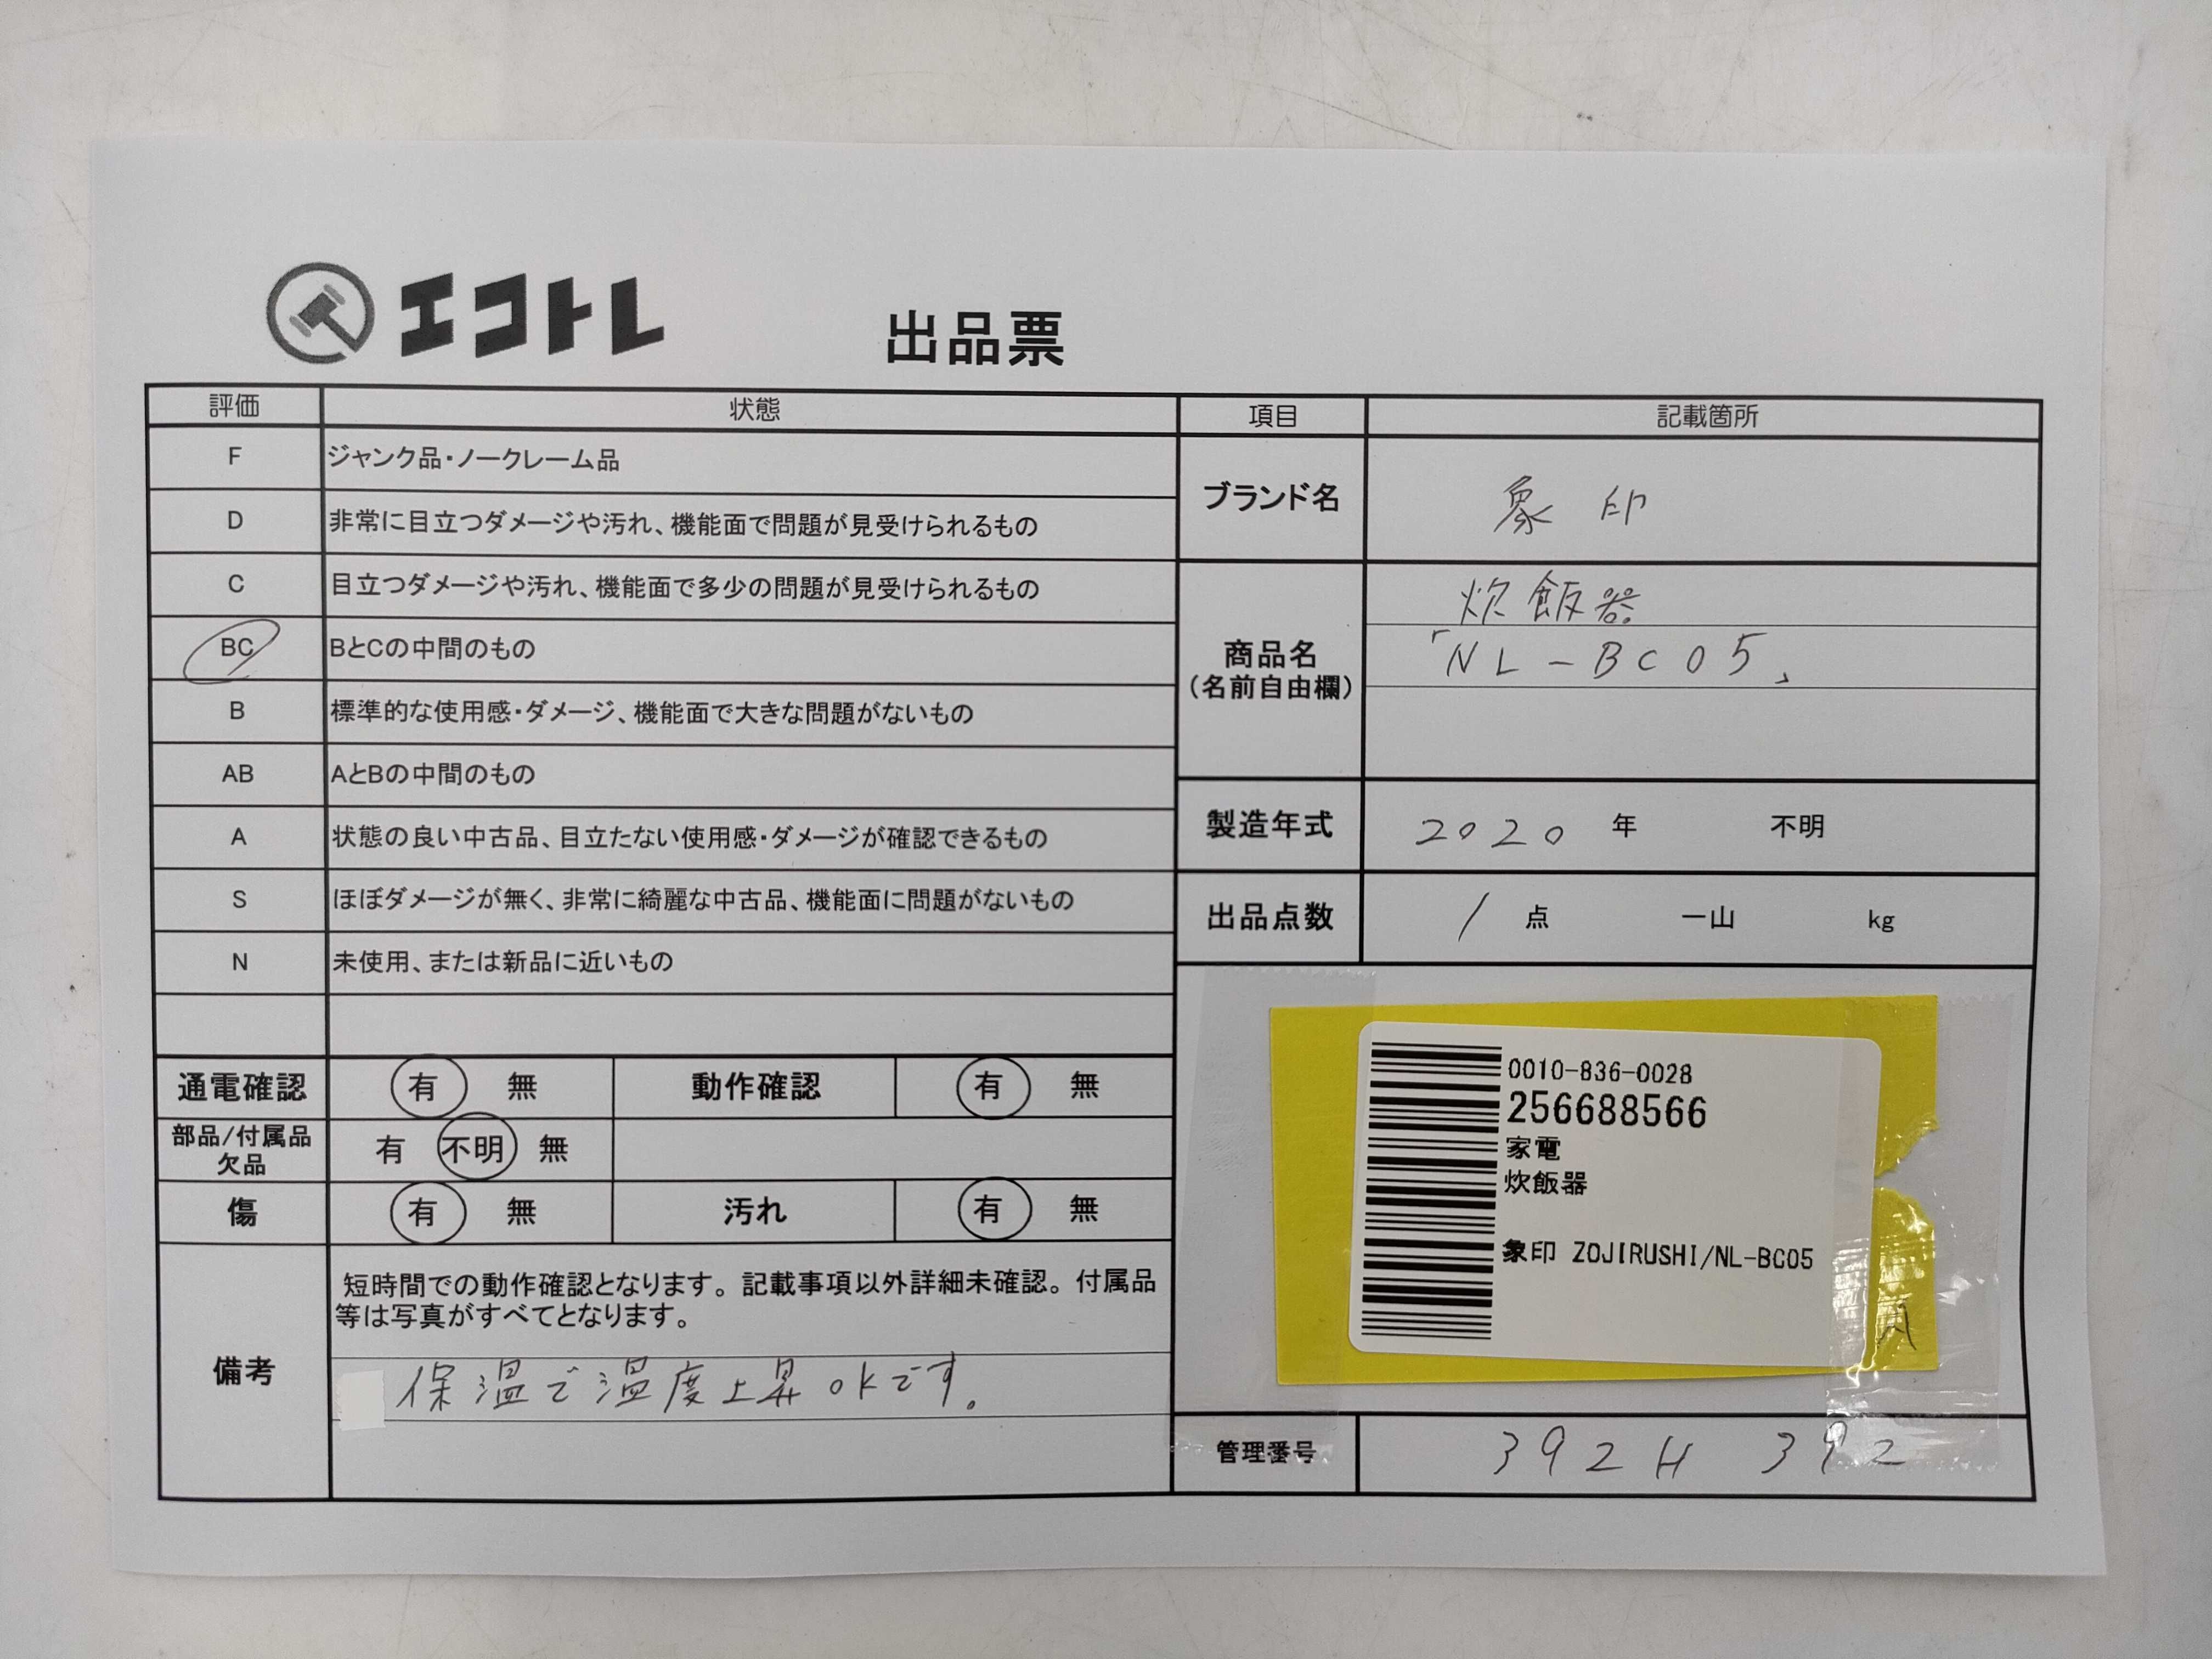 エコトレ
出品票
評価 状態
F ジャンク品・ノークレーム品
D 非常に目立つダメージや汚れ、機能面で問題が見受けられるもの
C 目立つダメージや汚れ、機能面で多少の問題が見受けられるもの
BC BとCの中間のもの
B 標準的な使用感・ダメージ、機能面で大きな問題がないもの
AB AとBの中間のもの
A 状態の良い中古品、目立たない使用感・ダメージが確認できるもの
S ほぼダメージが無く、非常に綺麗な中古品、機能面に問題がないもの
N 未使用、または新品に近いもの
通電確認 有 無 動作確認 有 無
部品/付属品
欠品
有 不明 無
傷 有 無 汚れ 有 無
備考
短時間での動作確認となります。記載事項以外詳細未確認。付属品
等は写真がすべてとなります。
保温で温度上昇OKです。
項目 記載箇所
ブランド名 象印
商品名
(名前自由欄)
炊飯器
「NL-BC05」
製造年式 2020 年 不明
出品点数 1 点 一山 kg
0010-836-0028
256688566
家電
炊飯器
象印 ZOJIRUSHI/NL-BC05
A
管理番号 392H 392